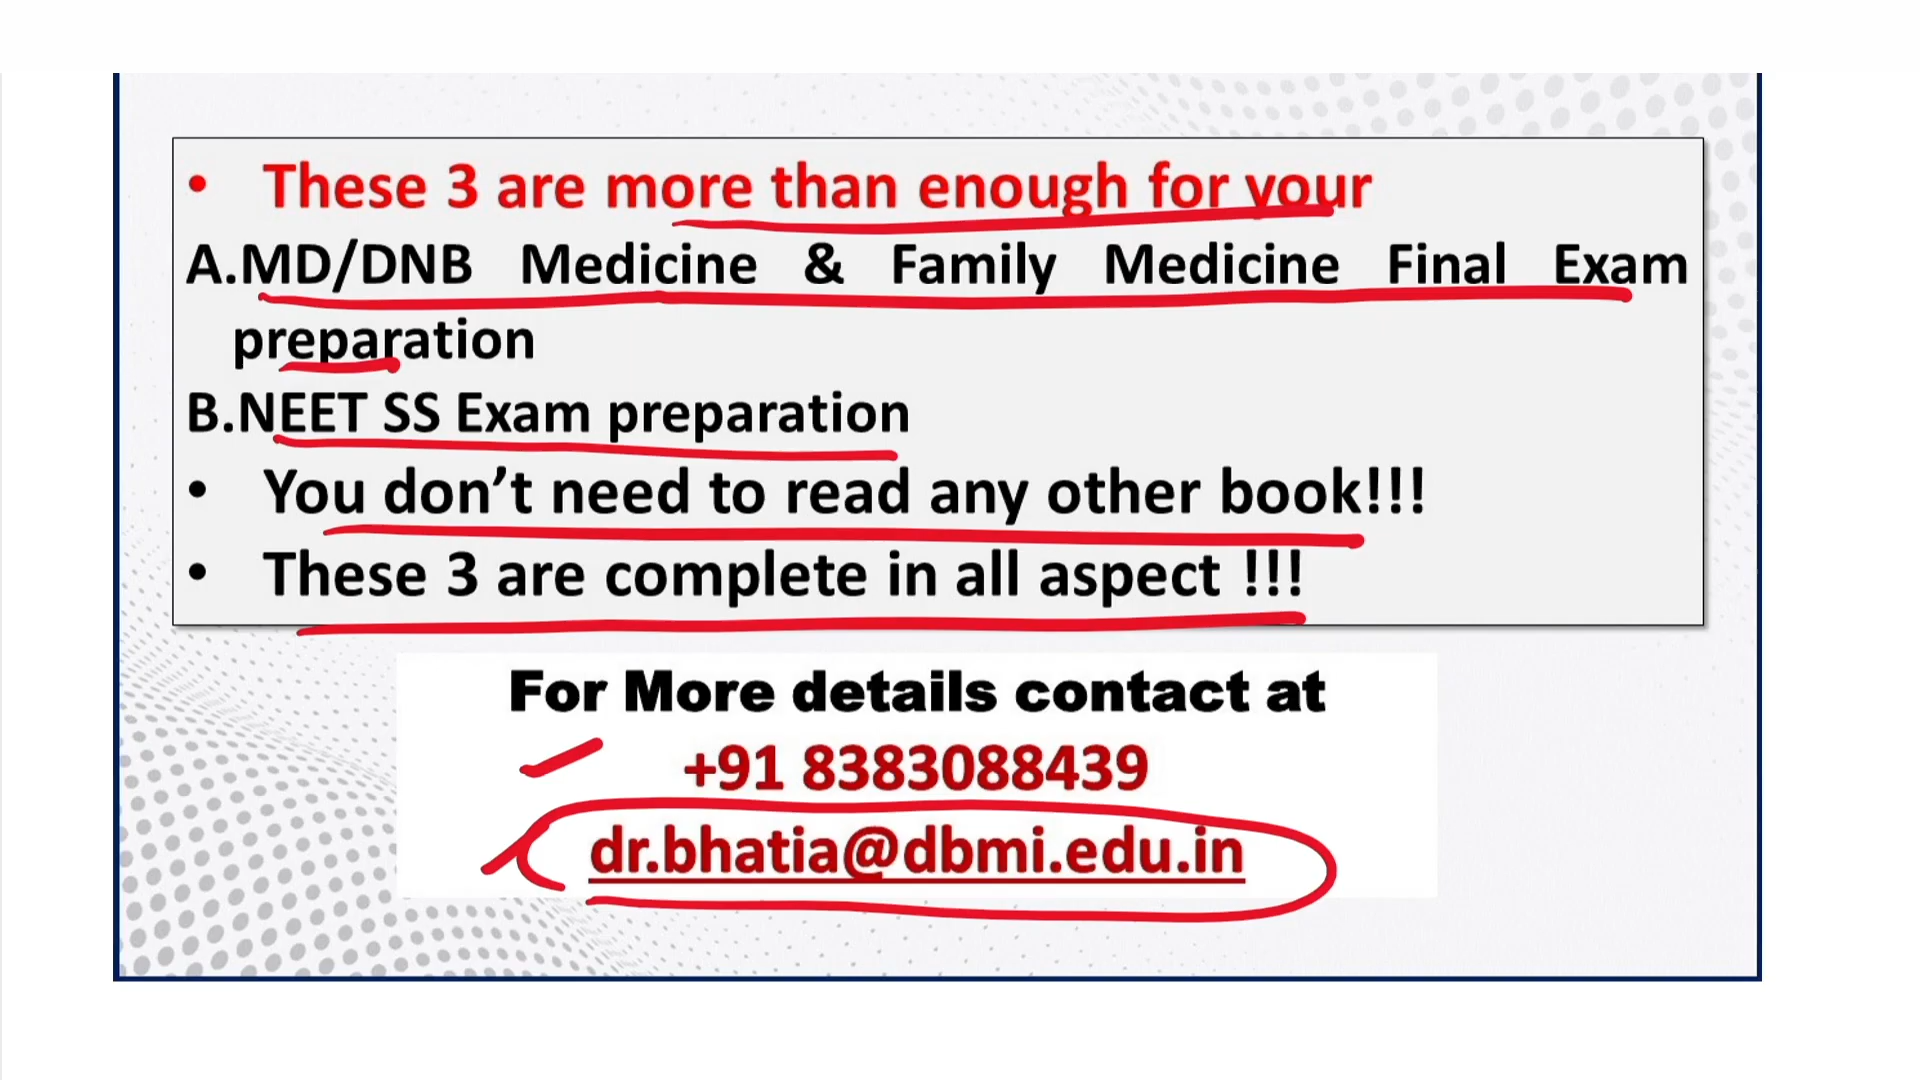 • These 3 are more than enough for your
A.MD/DNB Medicine & Family Medicine Final Exam
preparation
B.NEET SS Exam preparation
• You don’t need to read any other book!!!
• These 3 are complete in all aspect !!!
For More details contact at
+91 8383088439
dr.bhatia@dbmi.edu.in